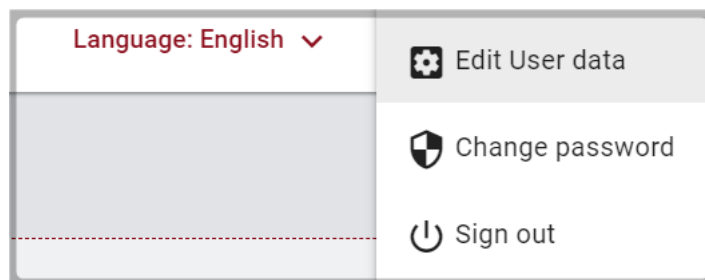 Language: English
Edit User data
Change password
Sign out